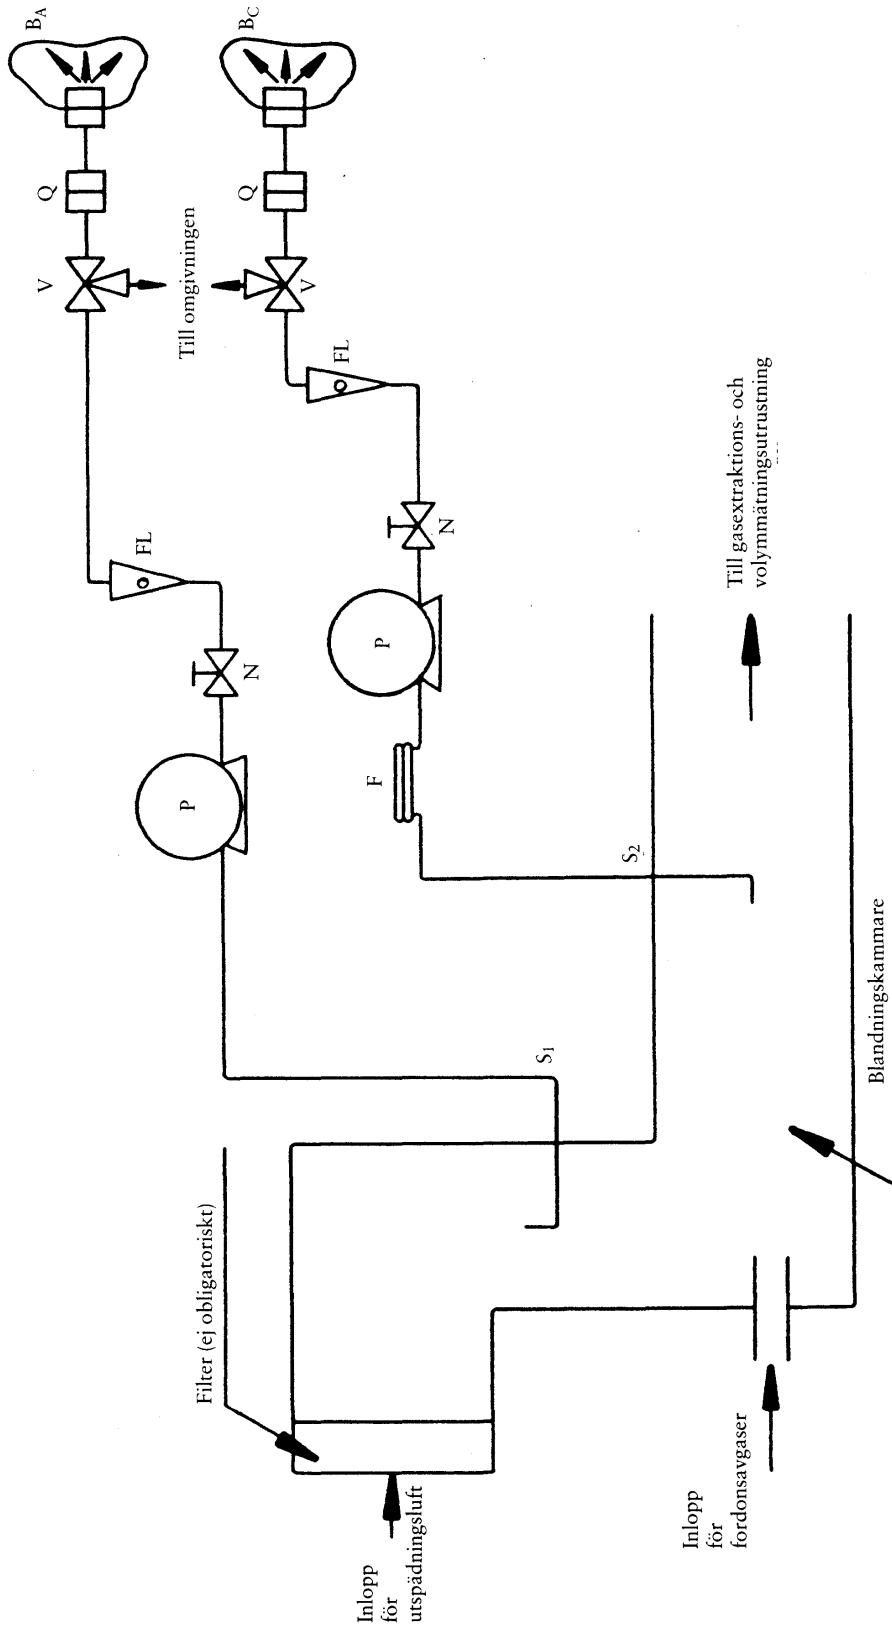 B_A
Q
V
FL
N
P
Till omgivningen
B_C
Q
V
FL
N
P
F
S_2
S_1
Filter (ej obligatoriskt)
Inlopp
för
utspädningsluft
Till gasextraktions- och
volymmätningsutrustning
Inlopp
för
fordonsavgaser
Blandningskammare